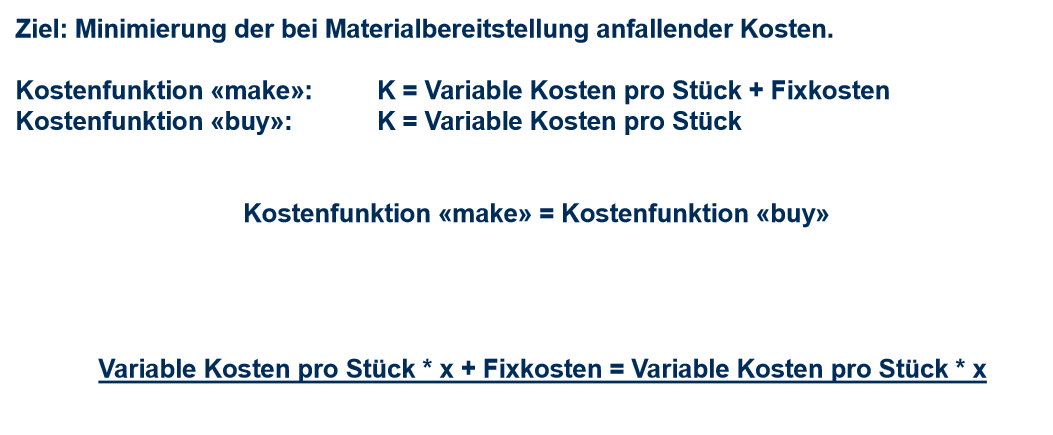 Ziel: Minimierung der bei Materialbereitstellung anfallender Kosten.
Kostenfunktion «make»: K = Variable Kosten pro Stück + Fixkosten
Kostenfunktion «buy»: K = Variable Kosten pro Stück
Kostenfunktion «make» = Kostenfunktion «buy»
Variable Kosten pro Stück * x + Fixkosten = Variable Kosten pro Stück * x